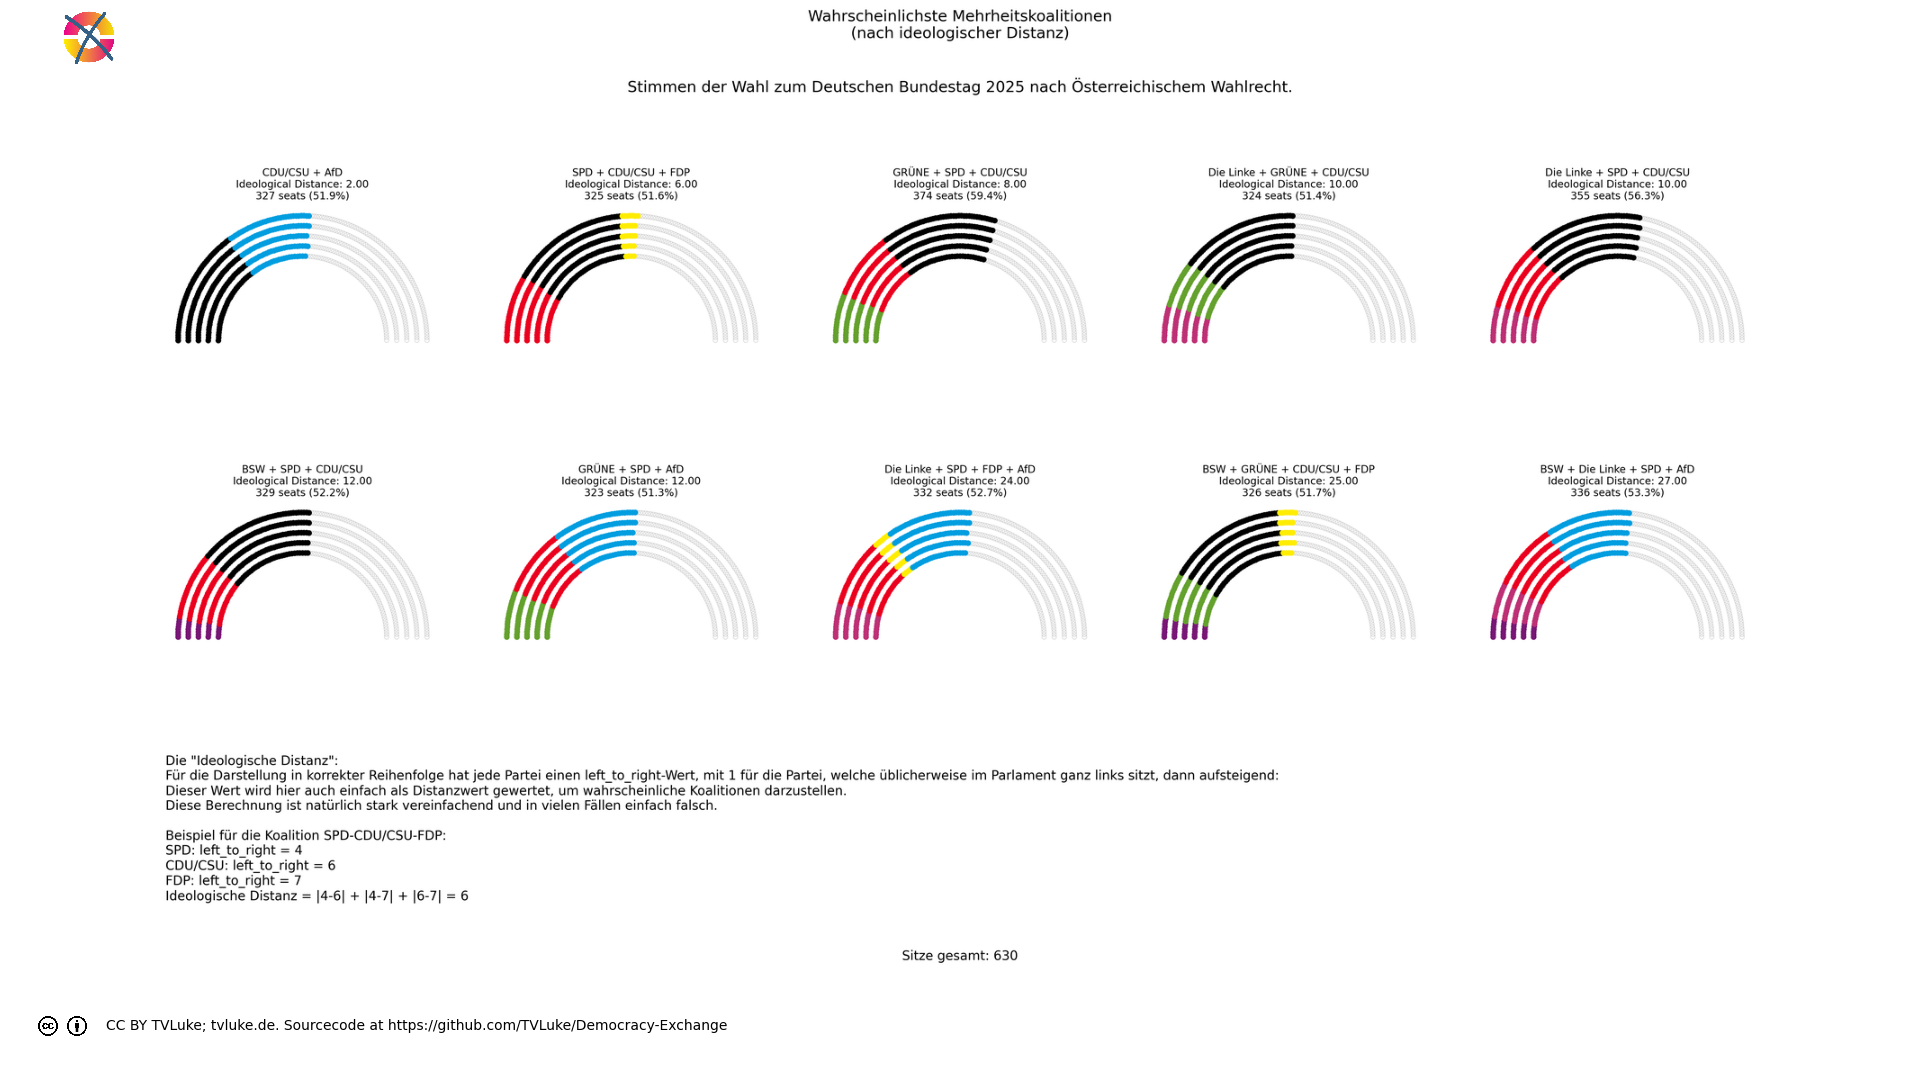 Wahrscheinlichste Mehrheitskoalitionen
(nach ideologischer Distanz)
Stimmen der Wahl zum Deutschen Bundestag 2025 nach Österreichischem Wahlrecht.
CDU/CSU + AfD
Ideological Distance: 2.00
327 seats (51.9%)
SPD + CDU/CSU + FDP
Ideological Distance: 6.00
325 seats (51.6%)
GRÜNE + SPD + CDU/CSU
Ideological Distance: 8.00
374 seats (59.4%)
Die Linke + GRÜNE + CDU/CSU
Ideological Distance: 10.00
324 seats (51.4%)
Die Linke + SPD + CDU/CSU
Ideological Distance: 10.00
355 seats (56.3%)
BSW + SPD + CDU/CSU
Ideological Distance: 12.00
329 seats (52.2%)
GRÜNE + SPD + AfD
Ideological Distance: 12.00
323 seats (51.3%)
Die Linke + SPD + FDP + AfD
Ideological Distance: 24.00
332 seats (52.7%)
BSW + GRÜNE + CDU/CSU + FDP
Ideological Distance: 25.00
326 seats (51.7%)
BSW + Die Linke + SPD + AfD
Ideological Distance: 27.00
336 seats (53.3%)
Die "Ideologische Distanz":
Für die Darstellung in korrekter Reihenfolge hat jede Partei einen left_to_right-Wert, mit 1 für die Partei, welche üblicherweise im Parlament ganz links sitzt, dann aufsteigend:
Dieser Wert wird hier auch einfach als Distanzwert gewertet, um wahrscheinliche Koalitionen darzustellen.
Diese Berechnung ist natürlich stark vereinfachend und in vielen Fällen einfach falsch.
Beispiel für die Koalition SPD-CDU/CSU-FDP:
SPD: left_to_right = 4
CDU/CSU: left_to_right = 6
FDP: left_to_right = 7
Ideologische Distanz = |4-6| + |4-7| + |6-7| = 6
Sitze gesamt: 630
cc CC BY TVLuke; tvluke.de. Sourcecode at https://github.com/TVLuke/Democracy-Exchange